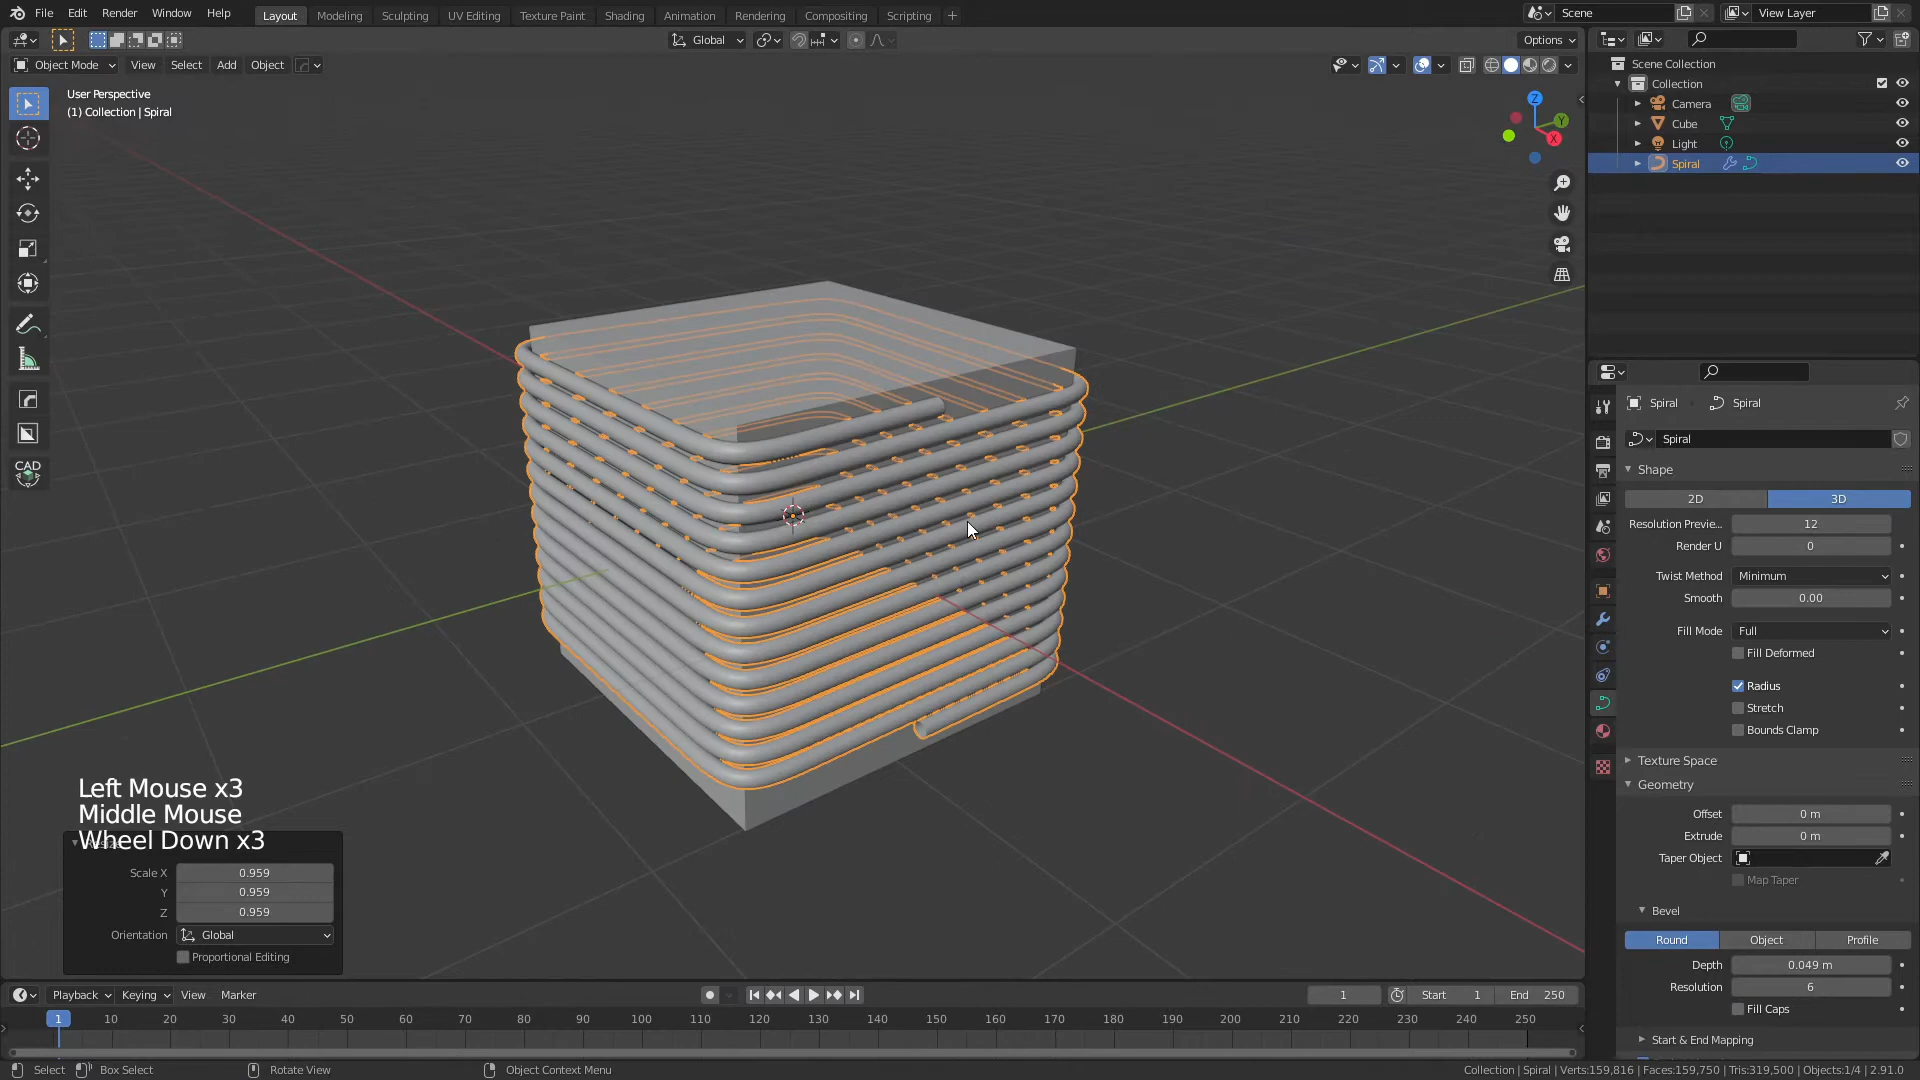 File Edit Render Window Help Layout Modeling Sculpting UV Editing Texture Paint Shading Animation Rendering Compositing Scripting + Scene View Layer
Global Options
Object Mode View Select Add Object
User Perspective
(1) Collection | Spiral
Z
Y
X
Scene Collection
Collection
Camera
Cube
Light
Spiral
CAD
Spiral Spiral
Spiral
Shape
2D 3D
Resolution Previe... 12
Render U 0
Twist Method Minimum
Smooth 0.00
Fill Mode Full
Fill Deformed
Radius
Stretch
Bounds Clamp
Texture Space
Geometry
Offset 0 m
Extrude 0 m
Taper Object
Map Taper
Bevel
Round Object Profile
Depth 0.049 m
Resolution 6
Fill Caps
Start & End Mapping
Left Mouse x3
Middle Mouse
Wheel Down x3
Scale X 0.959
Y 0.959
Z 0.959
Orientation Global
Proportional Editing
Playback Keying View Marker 1 Start 1 End 250
1 10 20 30 40 50 60 70 80 90 100 110 120 130 140 150 160 170 180 190 200 210 220 230 240 250
Select Box Select Rotate View Object Context Menu Collection | Spiral | Verts:159,816 | Faces:159,750 | Tris:319,500 | Objects:1/4 | 2.91.0